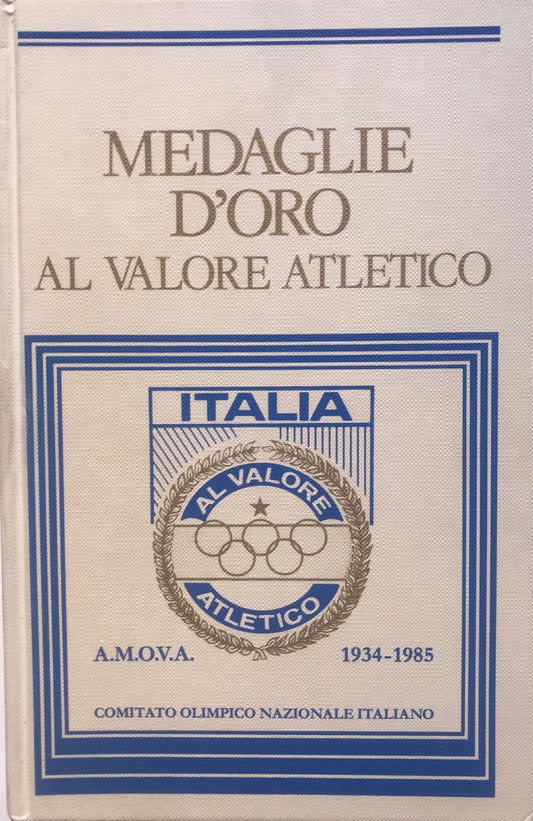 MEDAGLIE
D'ORO
AL VALORE ATLETICO
ITALIA
AL VALORE
ATLETICO
A.M.O.V.A. 1934-1985
COMITATO OLIMPICO NAZIONALE ITALIANO